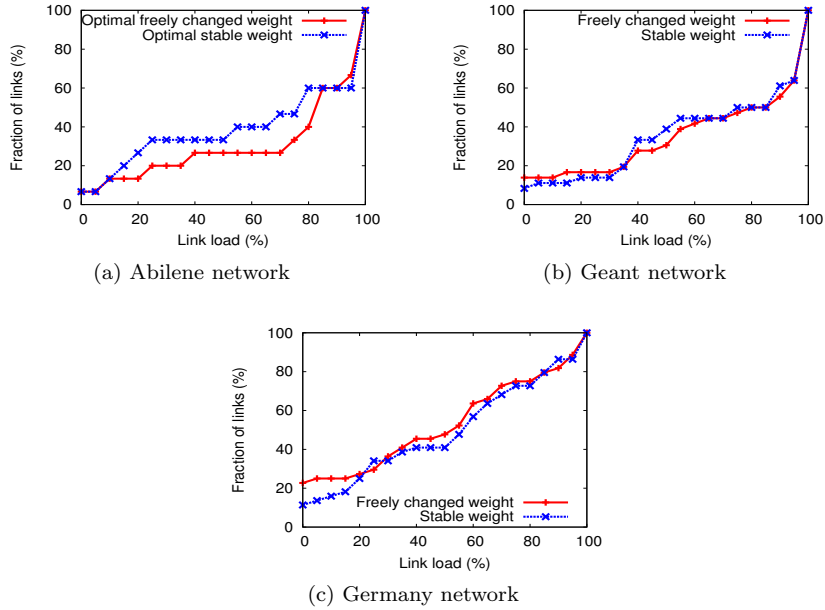 Optimal freely changed weight
Optimal stable weight
100
80
60
40
20
0
0 20 40 60 80 100
Fraction of links (%)
Link load (%)
(a) Abilene network
Freely changed weight
Stable weight
100
80
60
40
20
0
0 20 40 60 80 100
Fraction of links (%)
Link load (%)
(b) Geant network
100
80
60
40
20
0
Freely changed weight
Stable weight
0 20 40 60 80 100
Fraction of links (%)
Link load (%)
(c) Germany network